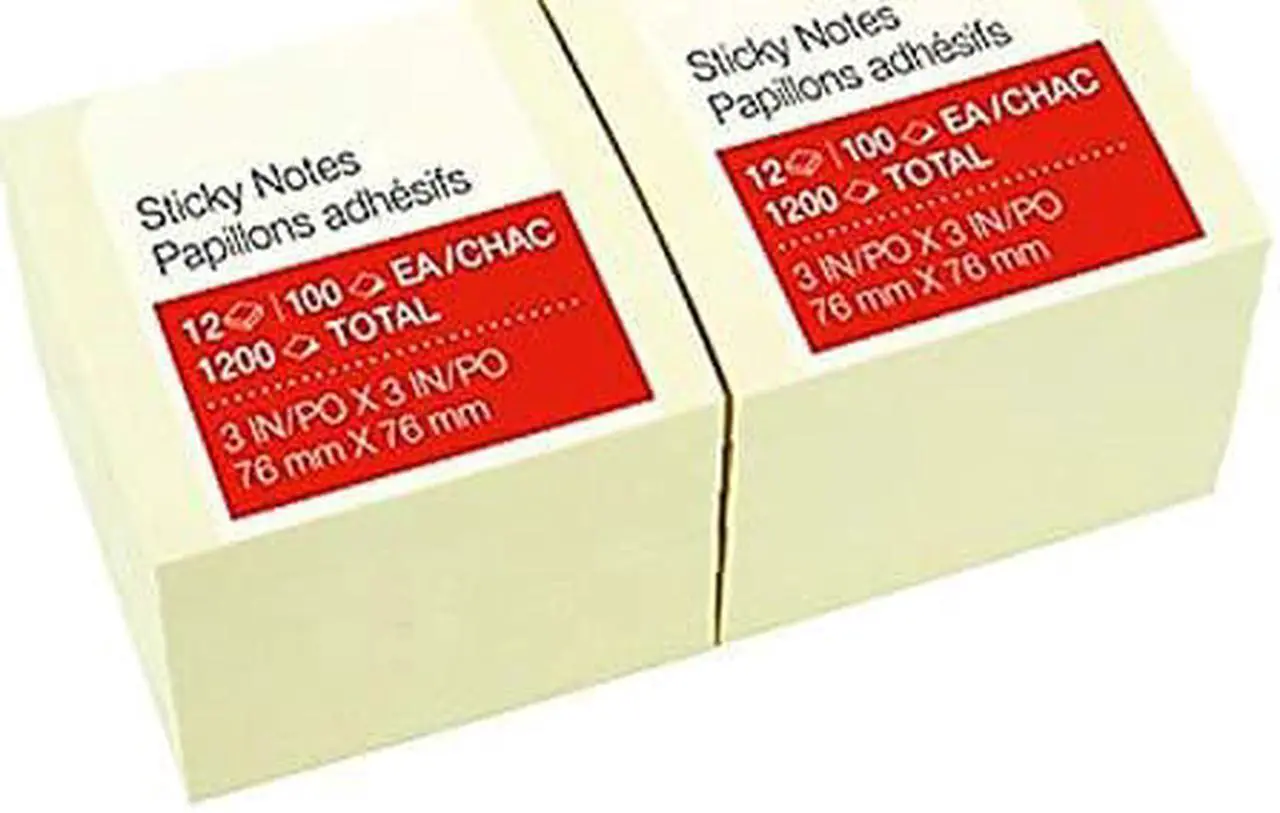 Sticky Notes
Papillons adhésifs
12 | 100 EA/CHAC
1200 TOTAL
3 IN/PO X 3 IN/PO
76 mm X 76 mm
Sticky Notes
Papillons adhésifs
12 | 100 EA/CHAC
1200 TOTAL
3 IN/PO X 3 IN/PO
76 mm X 76 mm